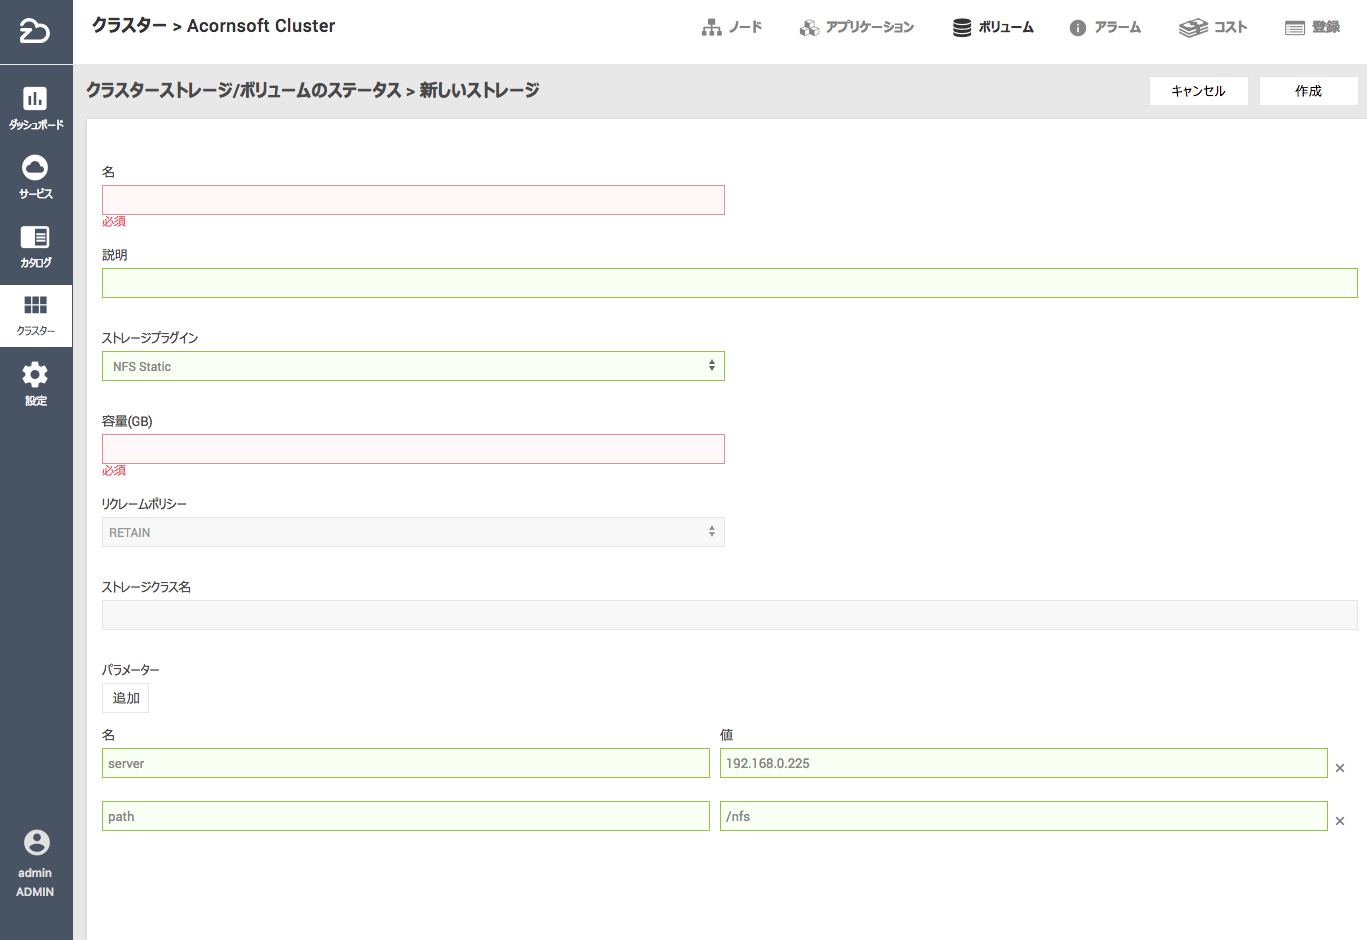 クラスター > Acornsoft Cluster
ノード
アプリケーション
ボリューム
アラーム
コスト
登録
ダッシュボード
サービス
カタログ
クラスター
設定
admin
ADMIN
クラスターストレージ/ボリュームのステータス > 新しいストレージ
キャンセル
作成
名
必須
説明
ストレージプラグイン
NFS Static
容量(GB)
必須
リクレームポリシー
RETAIN
ストレージクラス名
パラメーター
追加
名 値
server 192.168.0.225
path /nfs